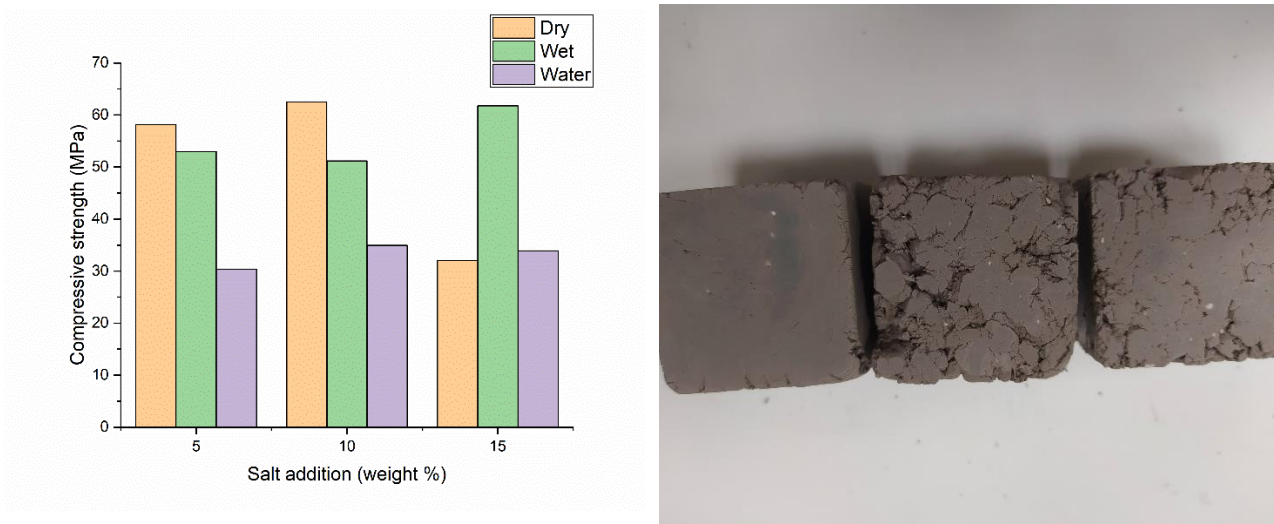 Dry
Wet
Water
70
60
50
40
30
20
10
0
Compressive strength (MPa)
5 10 15
Salt addition (weight %)